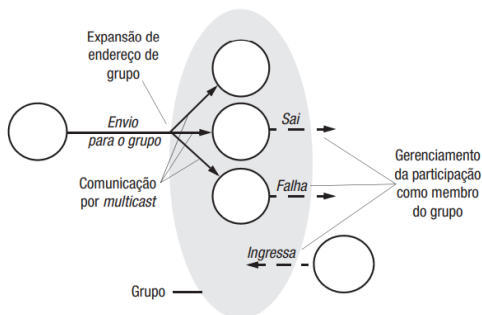 Expansão de
endereço de
grupo
Envio
para o grupo
Comunicação
por multicast
Sai
Falha
Ingressa
Grupo
Gerenciamento
da participação
como membro
do grupo